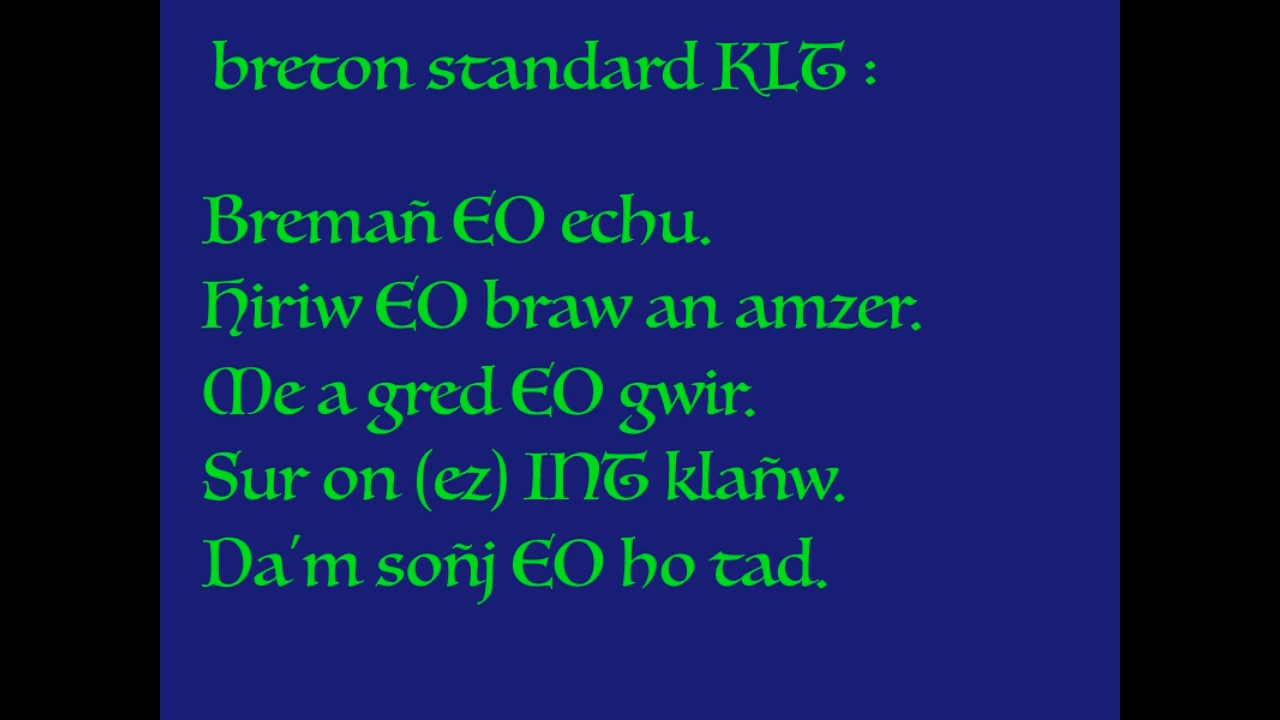 breton standard KLT :
Bremañ EO echu.
Hiriw EO braw an amzer.
Me a gred EO gwir.
Sur on (ez) INT klañw.
Da'm soñj EO ho tad.